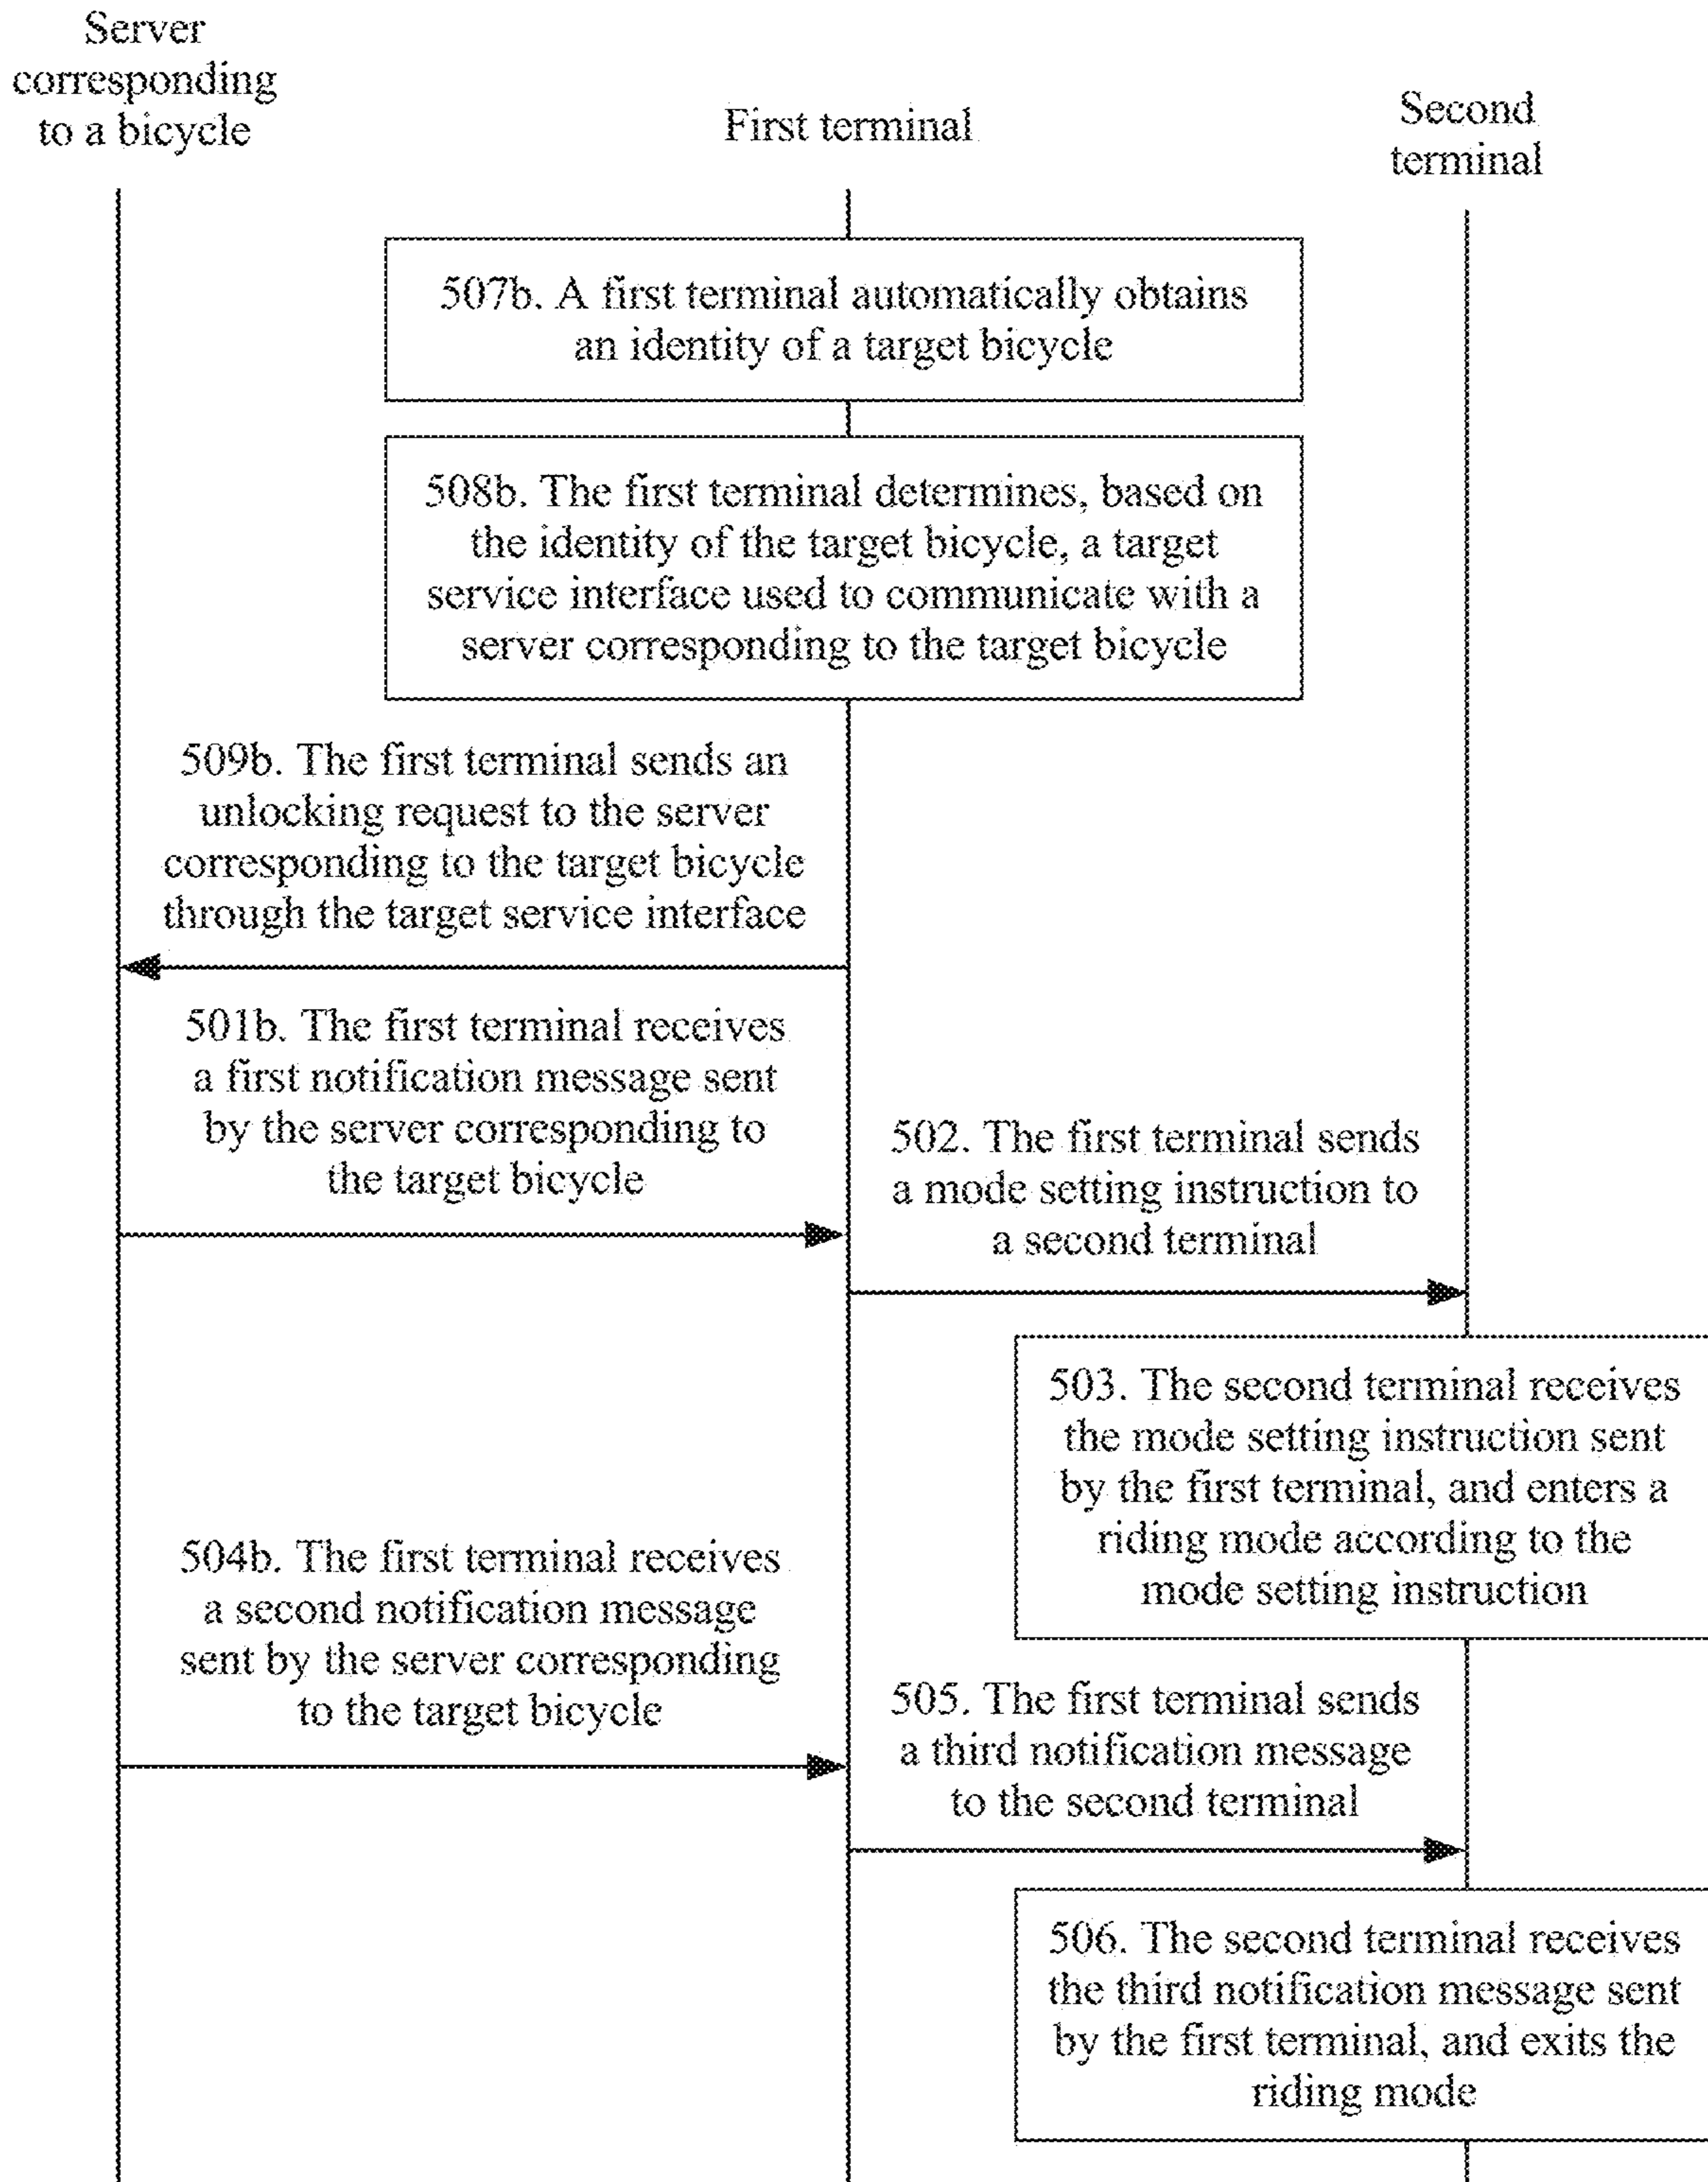 Server
corresponding
to a bicycle
First terminal
Second
terminal
507b. A first terminal automatically obtains
an identity of a target bicycle
508b. The first terminal determines, based on
the identity of the target bicycle, a target
service interface used to communicate with a
server corresponding to the target bicycle
509b. The first terminal sends an
unlocking request to the server
corresponding to the target bicycle
through the target service interface
501b. The first terminal receives
a first notification message sent
by the server corresponding to
the target bicycle
502. The first terminal sends
a mode setting instruction to
a second terminal
503. The second terminal receives
the mode setting instruction sent
by the first terminal, and enters a
riding mode according to the
mode setting instruction
504b. The first terminal receives
a second notification message
sent by the server corresponding
to the target bicycle
505. The first terminal sends
a third notification message
to the second terminal
506. The second terminal receives
the third notification message sent
by the first terminal, and exits the
riding mode